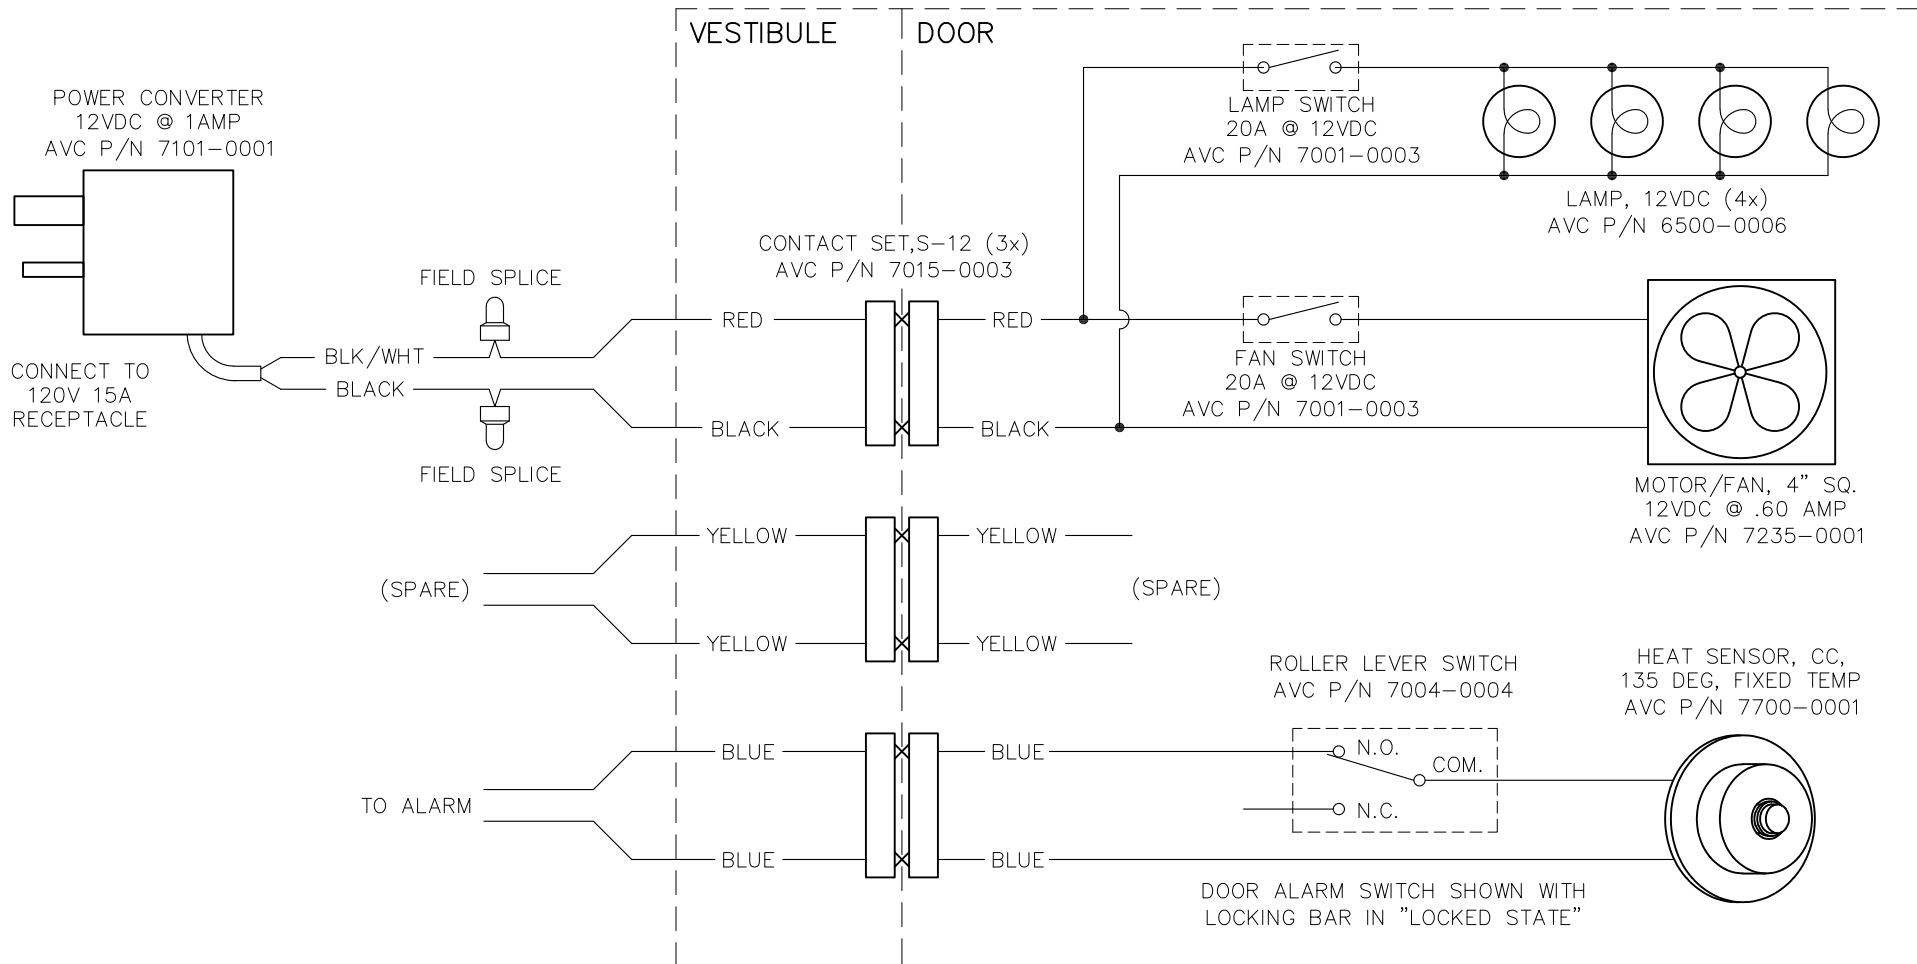 VESTIBULE
DOOR
POWER CONVERTER
12VDC @ 1AMP
AVC P/N 7101-0001
CONNECT TO
120V 15A
RECEPTACLE
BLK/WHT
BLACK
FIELD SPLICE
FIELD SPLICE
CONTACT SET,S-12 (3x)
AVC P/N 7015-0003
RED
RED
BLACK
BLACK
LAMP SWITCH
20A @ 12VDC
AVC P/N 7001-0003
LAMP, 12VDC (4x)
AVC P/N 6500-0006
FAN SWITCH
20A @ 12VDC
AVC P/N 7001-0003
MOTOR/FAN, 4" SQ.
12VDC @ .60 AMP
AVC P/N 7235-0001
(SPARE)
YELLOW
YELLOW
YELLOW
YELLOW
(SPARE)
TO ALARM
BLUE
BLUE
BLUE
BLUE
ROLLER LEVER SWITCH
AVC P/N 7004-0004
N.O.
COM.
N.C.
HEAT SENSOR, CC,
135 DEG, FIXED TEMP
AVC P/N 7700-0001
DOOR ALARM SWITCH SHOWN WITH
LOCKING BAR IN "LOCKED STATE"